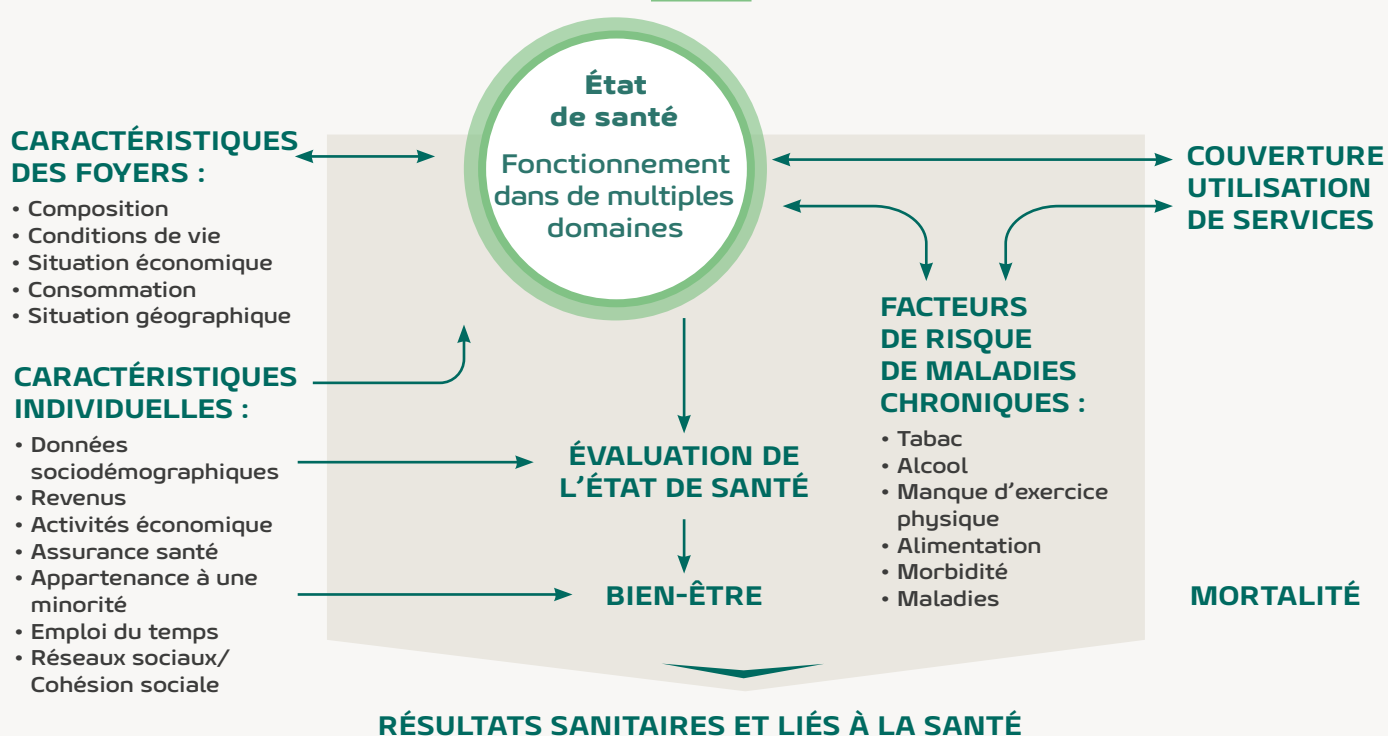 État
de santé
Fonctionnement
dans de multiples
domaines
CARACTÉRISTIQUES
DES FOYERS :
• Composition
• Conditions de vie
• Situation économique
• Consommation
• Situation géographique
CARACTÉRISTIQUES
INDIVIDUELLES :
• Données
sociodémographiques
• Revenus
• Activités économique
• Assurance santé
• Appartenance à une
minorité
• Emploi du temps
• Réseaux sociaux/
Cohésion sociale
ÉVALUATION DE
L'ÉTAT DE SANTÉ
BIEN-ÊTRE
FACTEURS
DE RISQUE
DE MALADIES
CHRONIQUES :
• Tabac
• Alcool
• Manque d'exercice
physique
• Alimentation
• Morbidité
• Maladies
COUVERTURE
UTILISATION
DE SERVICES
MORTALITÉ
RÉSULTATS SANITAIRES ET LIÉS À LA SANTÉ